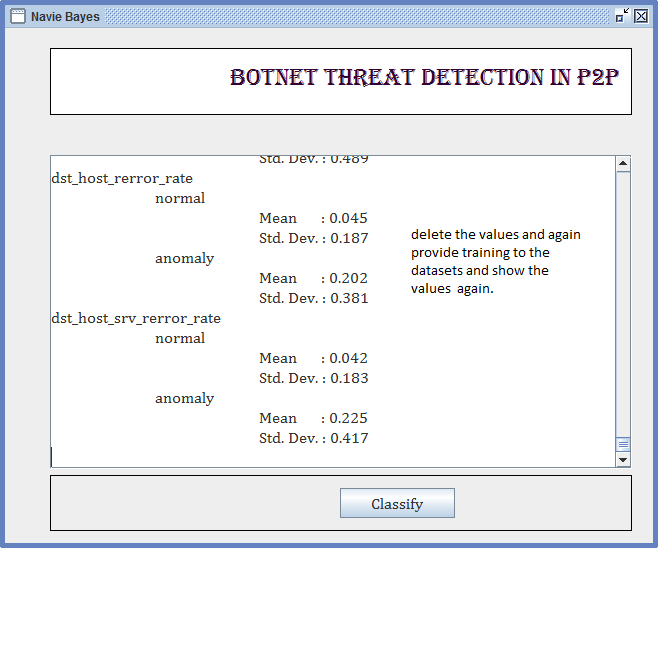 Navie Bayes
BOTNET THREAT DETECTION IN P2P
Std. Dev. : 0.489
dst_host_rerror_rate
normal
Mean : 0.045
Std. Dev. : 0.187
anomaly
Mean : 0.202
Std. Dev. : 0.381
dst_host_srv_rerror_rate
normal
Mean : 0.042
Std. Dev. : 0.183
anomaly
Mean : 0.225
Std. Dev. : 0.417
delete the values and again
provide training to the
datasets and show the
values again.
Classify